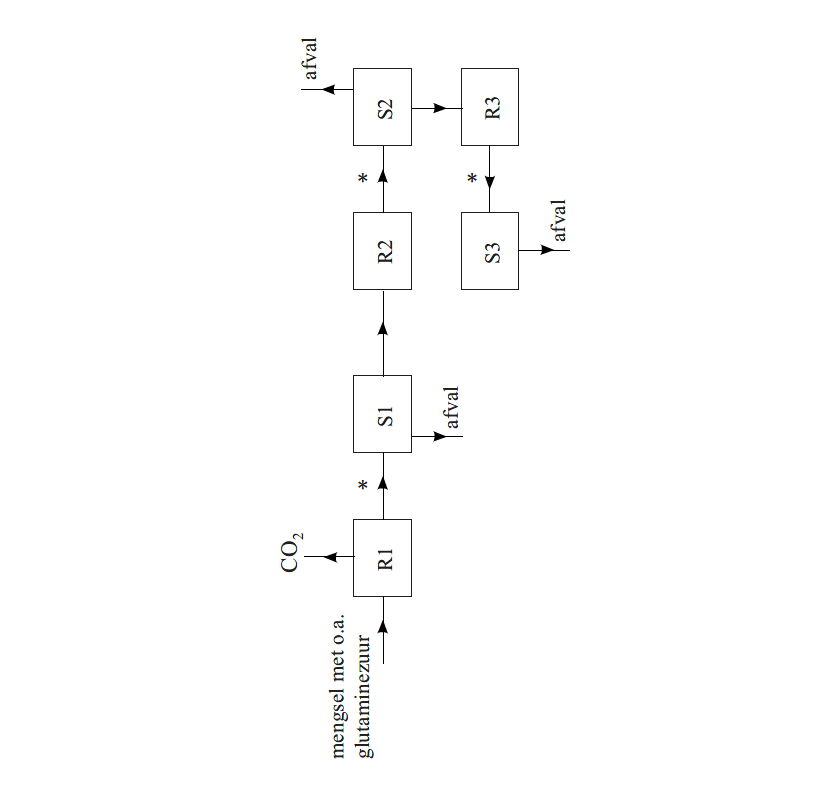 mengsel met o.a.
glutaminezuur
R1
CO₂
*
S1
afval
R2
*
S2
afval
R3
*
S3
afval